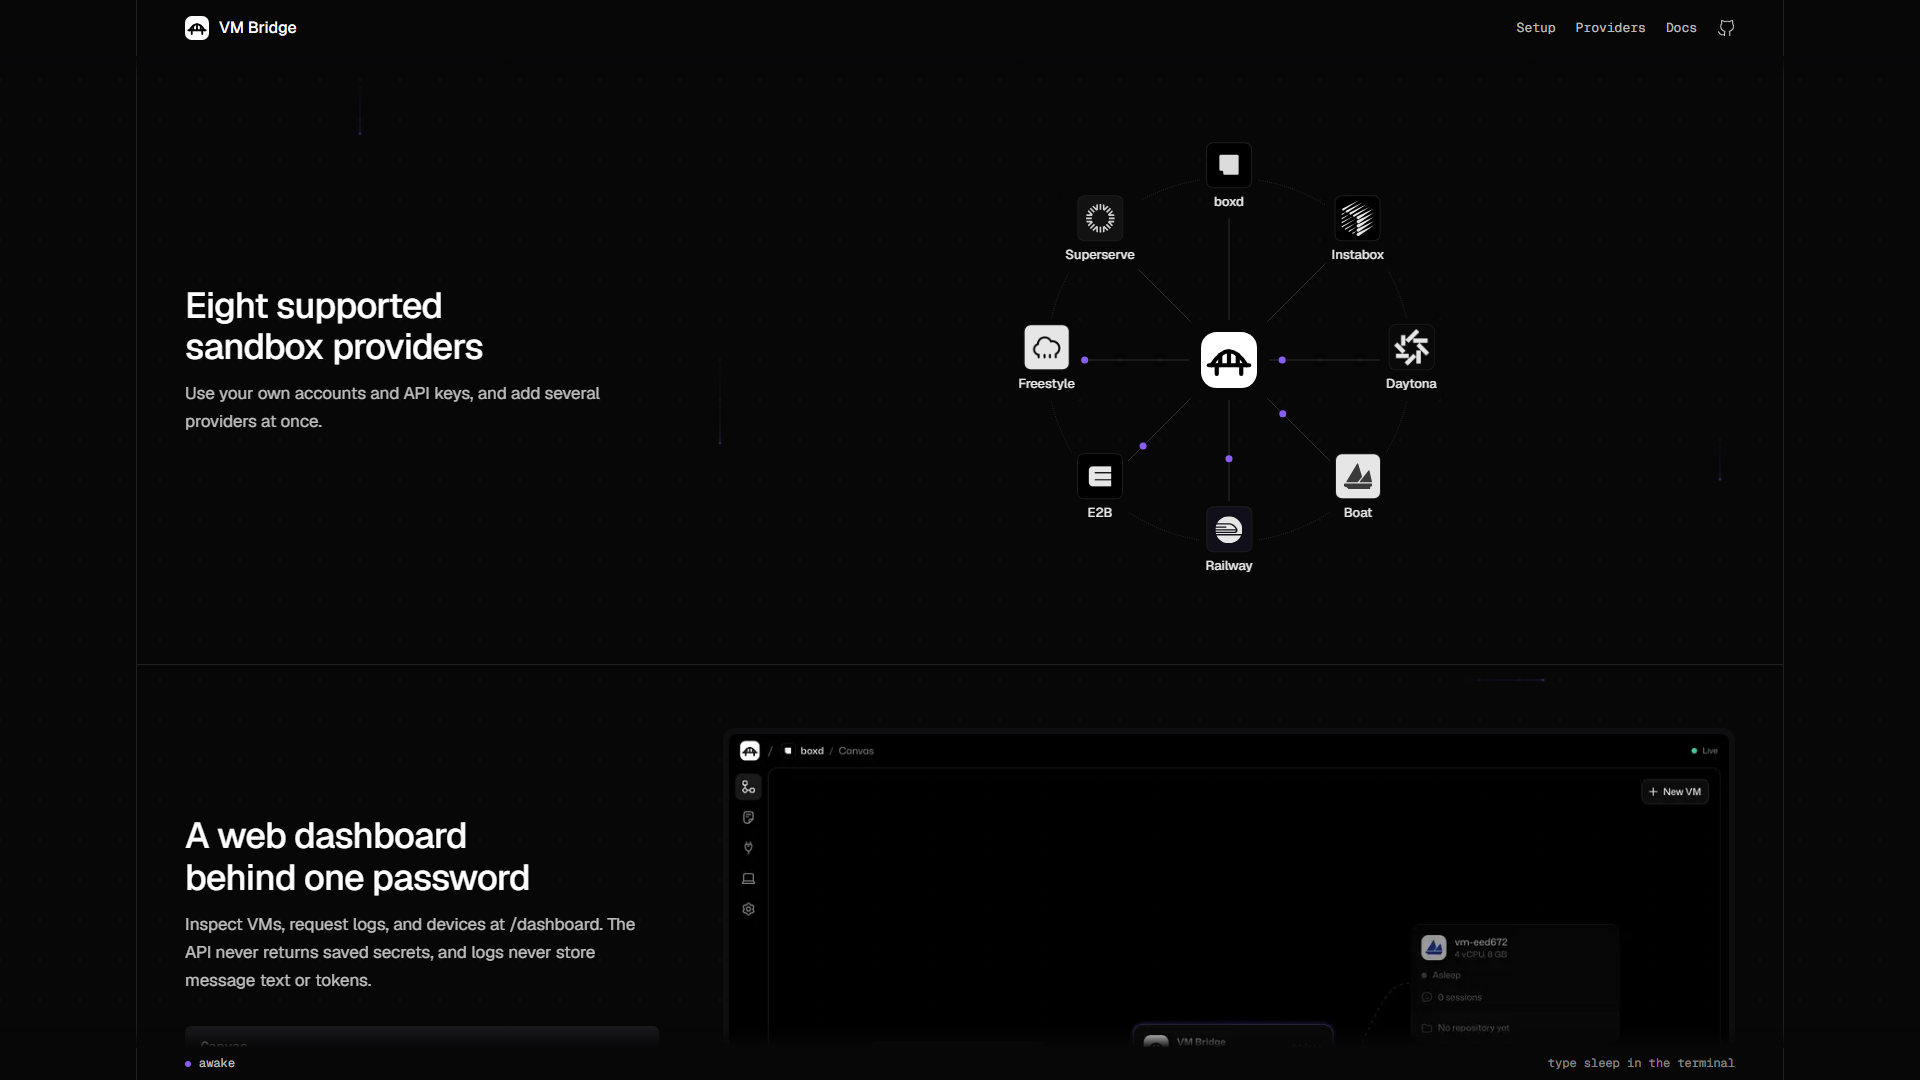 VM Bridge
Setup Providers Docs
boxd
Superserve
Instabox
Eight supported
sandbox providers
Use your own accounts and API keys, and add several
providers at once.
Freestyle
Daytona
E2B
Boat
Railway
/ boxd / Canvas
Live
+ New VM
A web dashboard
behind one password
Inspect VMs, request logs, and devices at /dashboard. The
API never returns saved secrets, and logs never store
message text or tokens.
vm-eed672
4 vCPU, 8 GB
Asleep
0 sessions
No repository yet
VM Bridge
Canvas
awake
type sleep in the terminal